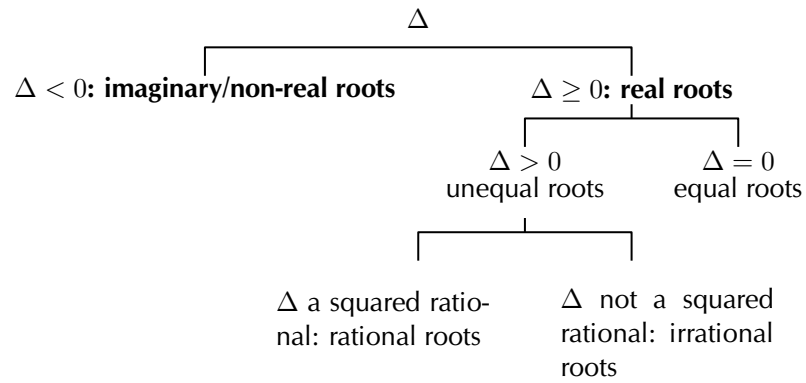 Δ
Δ < 0: imaginary/non-real roots
Δ ≥ 0: real roots
Δ > 0
unequal roots
Δ = 0
equal roots
Δ a squared ratio-
nal: rational roots
Δ not a squared
rational: irrational
roots